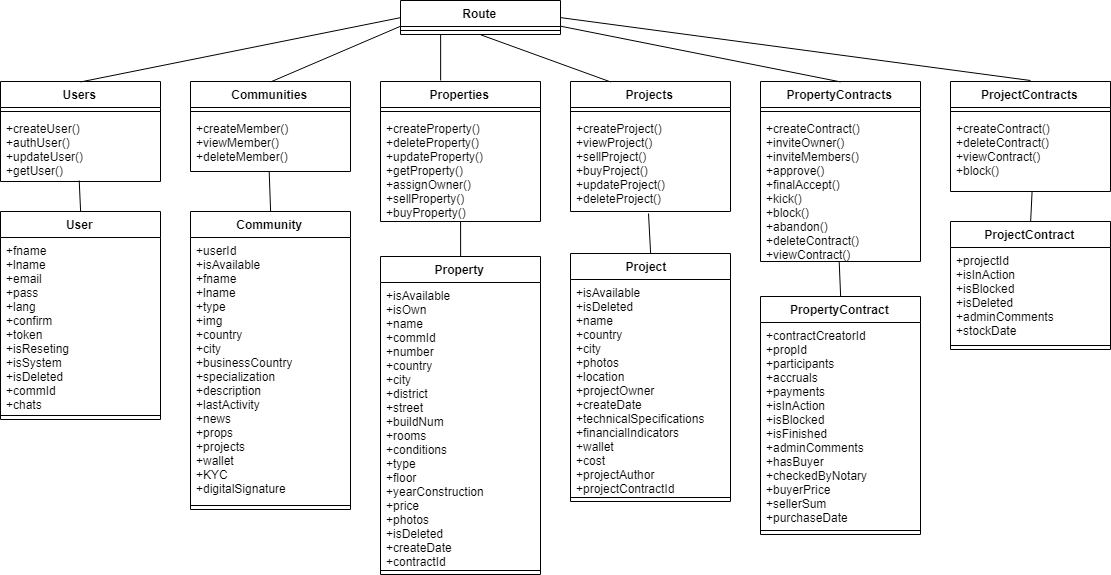 Route
Users
+createUser()
+authUser()
+updateUser()
+getUser()
Communities
+createMember()
+viewMember()
+deleteMember()
Properties
+createProperty()
+deleteProperty()
+updateProperty()
+getProperty()
+assignOwner()
+sellProperty()
+buyProperty()
Projects
+createProject()
+viewProject()
+sellProject()
+buyProject()
+updateProject()
+deleteProject()
PropertyContracts
+createContract()
+inviteOwner()
+inviteMembers()
+approve()
+finalAccept()
+kick()
+block()
+abandon()
+deleteContract()
+viewContract()
ProjectContracts
+createContract()
+deleteContract()
+viewContract()
+block()
User
+fname
+lname
+email
+pass
+lang
+confirm
+token
+isReseting
+isSystem
+isDeleted
+commId
+chats
Community
+userId
+isAvailable
+fname
+lname
+type
+img
+country
+city
+businessCountry
+specialization
+description
+lastActivity
+news
+props
+projects
+wallet
+KYC
+digitalSignature
Property
+isAvailable
+isOwn
+name
+commId
+number
+country
+city
+district
+street
+buildNum
+rooms
+conditions
+type
+floor
+yearConstruction
+price
+photos
+isDeleted
+createDate
+contractId
Project
+isAvailable
+isDeleted
+name
+country
+city
+photos
+location
+projectOwner
+createDate
+technicalSpecifications
+financialIndicators
+wallet
+cost
+projectAuthor
+projectContractId
PropertyContract
+contractCreatorId
+propId
+participants
+accruals
+payments
+isInAction
+isBlocked
+isFinished
+adminComments
+hasBuyer
+checkedByNotary
+buyerPrice
+sellerSum
+purchaseDate
ProjectContract
+projectId
+isInAction
+isBlocked
+isDeleted
+adminComments
+stockDate